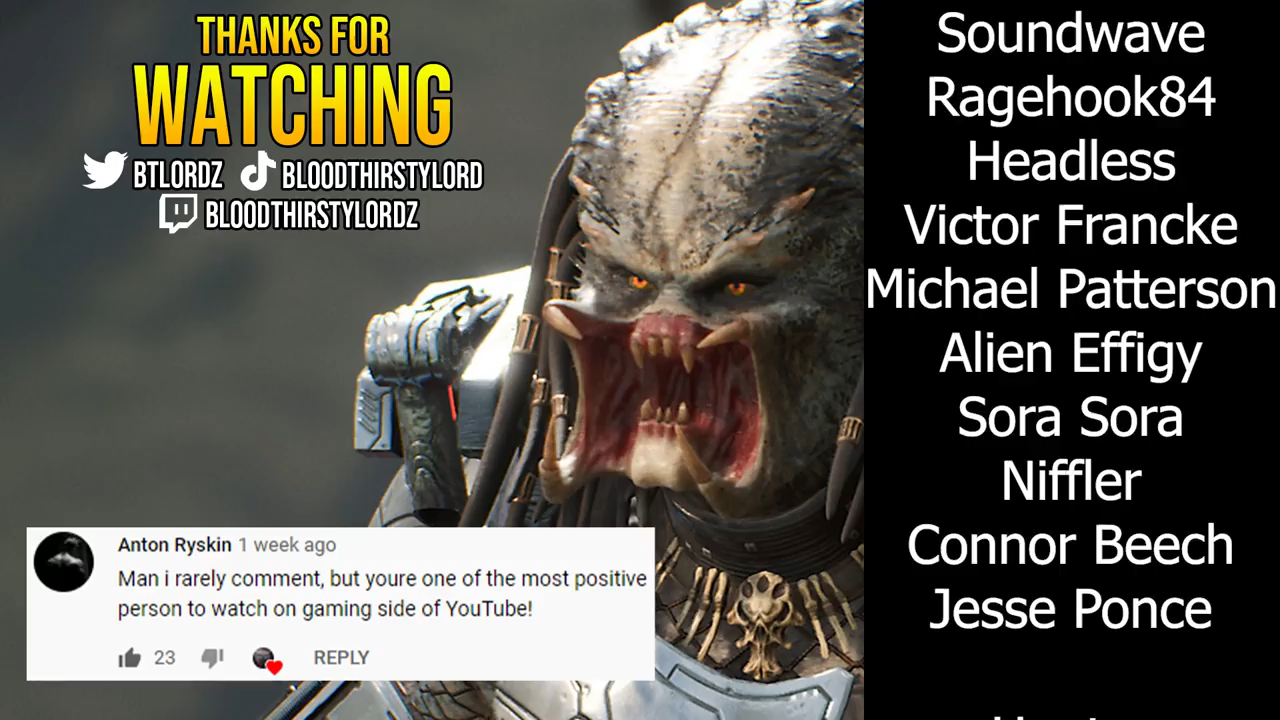 THANKS FOR
WATCHING
BTLORDZ BLOODTHIRSTYLORD
BLOODTHIRSTYLORDZ
Anton Ryskin 1 week ago
Man i rarely comment, but youre one of the most positive
person to watch on gaming side of YouTube!
23 REPLY
Soundwave
Ragehook84
Headless
Victor Francke
Michael Patterson
Alien Effigy
Sora Sora
Niffler
Connor Beech
Jesse Ponce